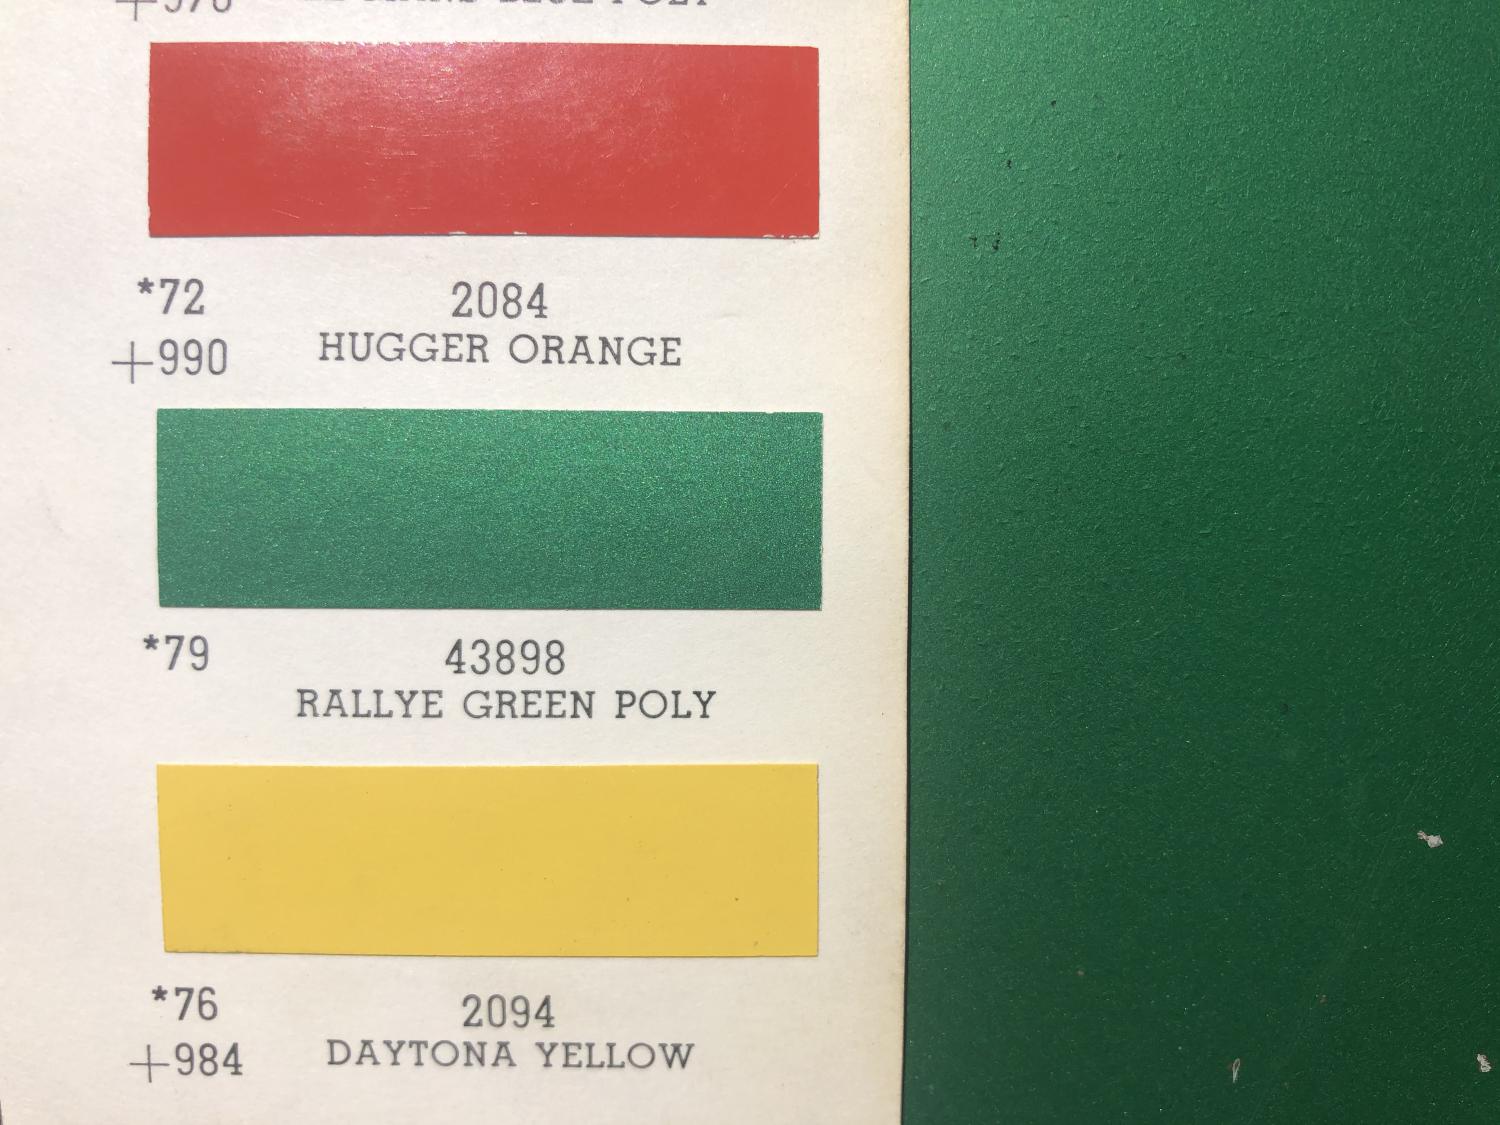 *72 2084
+990 HUGGER ORANGE
*79 43898
RALLYE GREEN POLY
*76 2094
+984 DAYTONA YELLOW